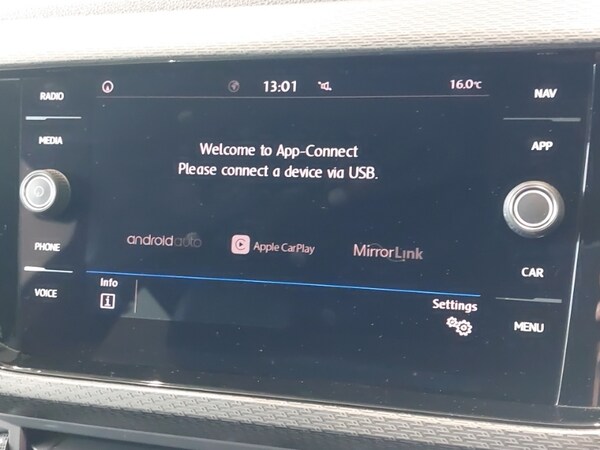 RADIO
MEDIA
PHONE
VOICE
13:01
16.0°C
Welcome to App-Connect
Please connect a device via USB.
androidauto
Apple CarPlay
MirrorLink
Info
i
Settings
NAV
APP
CAR
MENU